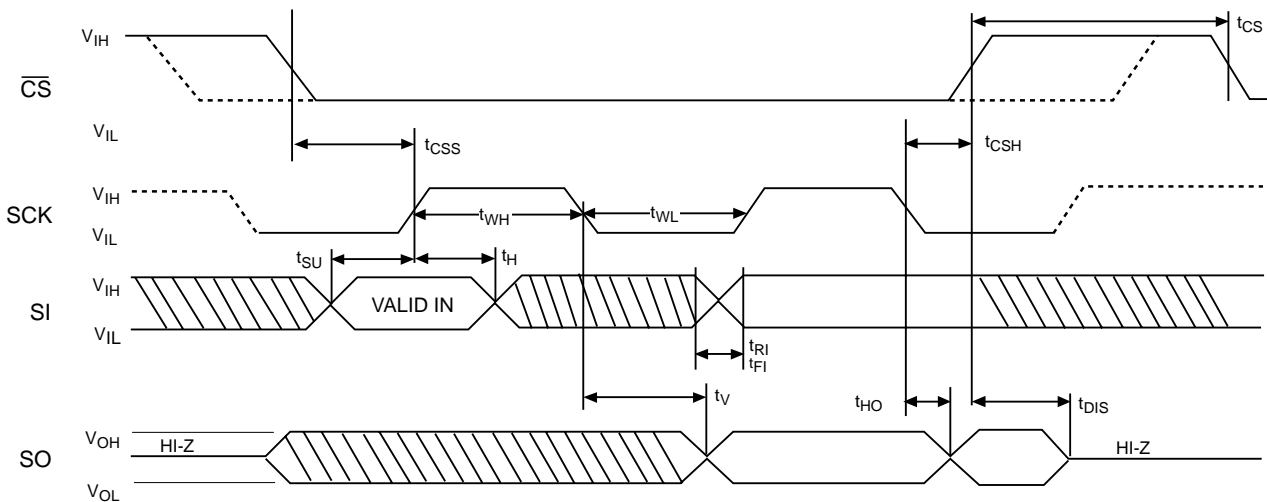 tCS
VIH
CS
VIL
tCSS
tCSH
VIH
SCK
tWH
tWL
VIL
tSU
tH
VIH
SI
VALID IN
VIL
tRI
tFI
tV
tHO
tDIS
VOH
HI-Z
HI-Z
SO
VOL